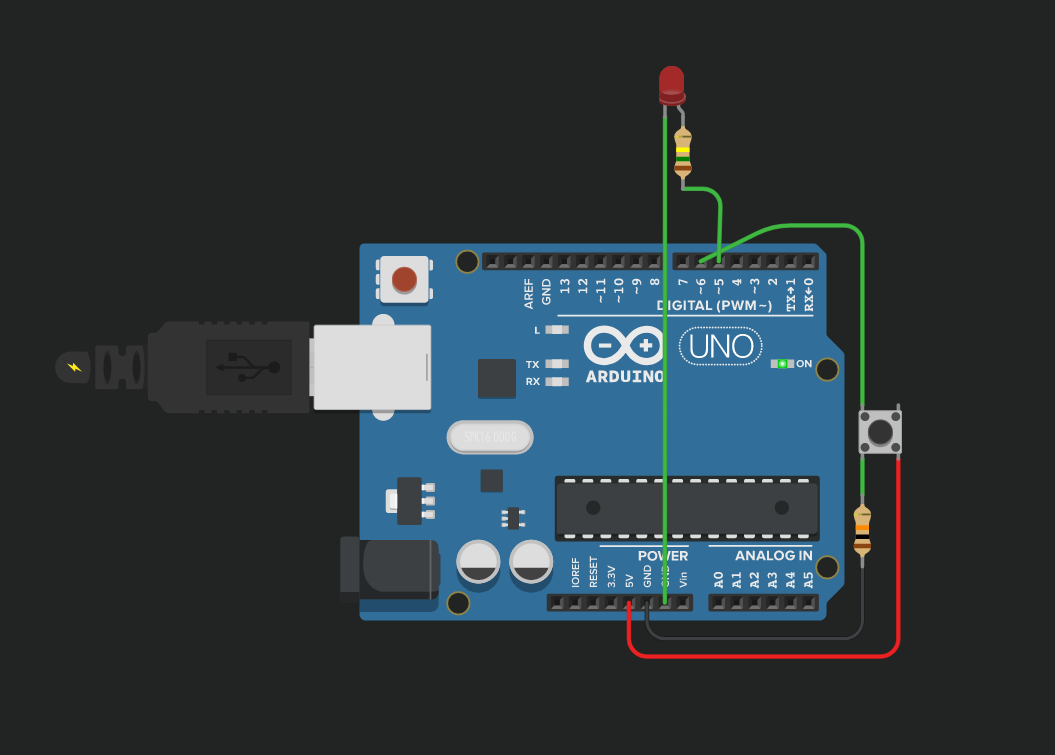 AREF
GND
13
12
~11
~10
~9
8
7
~6
~5
4
~3
2
TX→1
RX←0
DIGITAL (PWM~)
L
TX
RX
ARDUINO
UNO
ON
SPK16.000G
POWER
ANALOG IN
IOREF
RESET
3.3V
5V
GND
GND
Vin
A0
A1
A2
A3
A4
A5